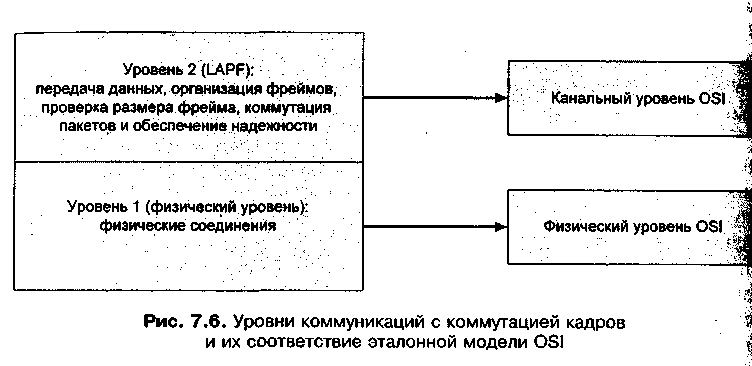 Уровень 2 (LAPF):
передача данных, организация фреймов,
проверка размера фрейма, коммутация
пакетов и обеспечение надежности
Канальный уровень OSI
Уровень 1 (физический уровень):
физические соединения
Физический уровень OSI
Рис. 7.6. Уровни коммуникаций с коммутацией кадров
и их соответствие эталонной модели OSI